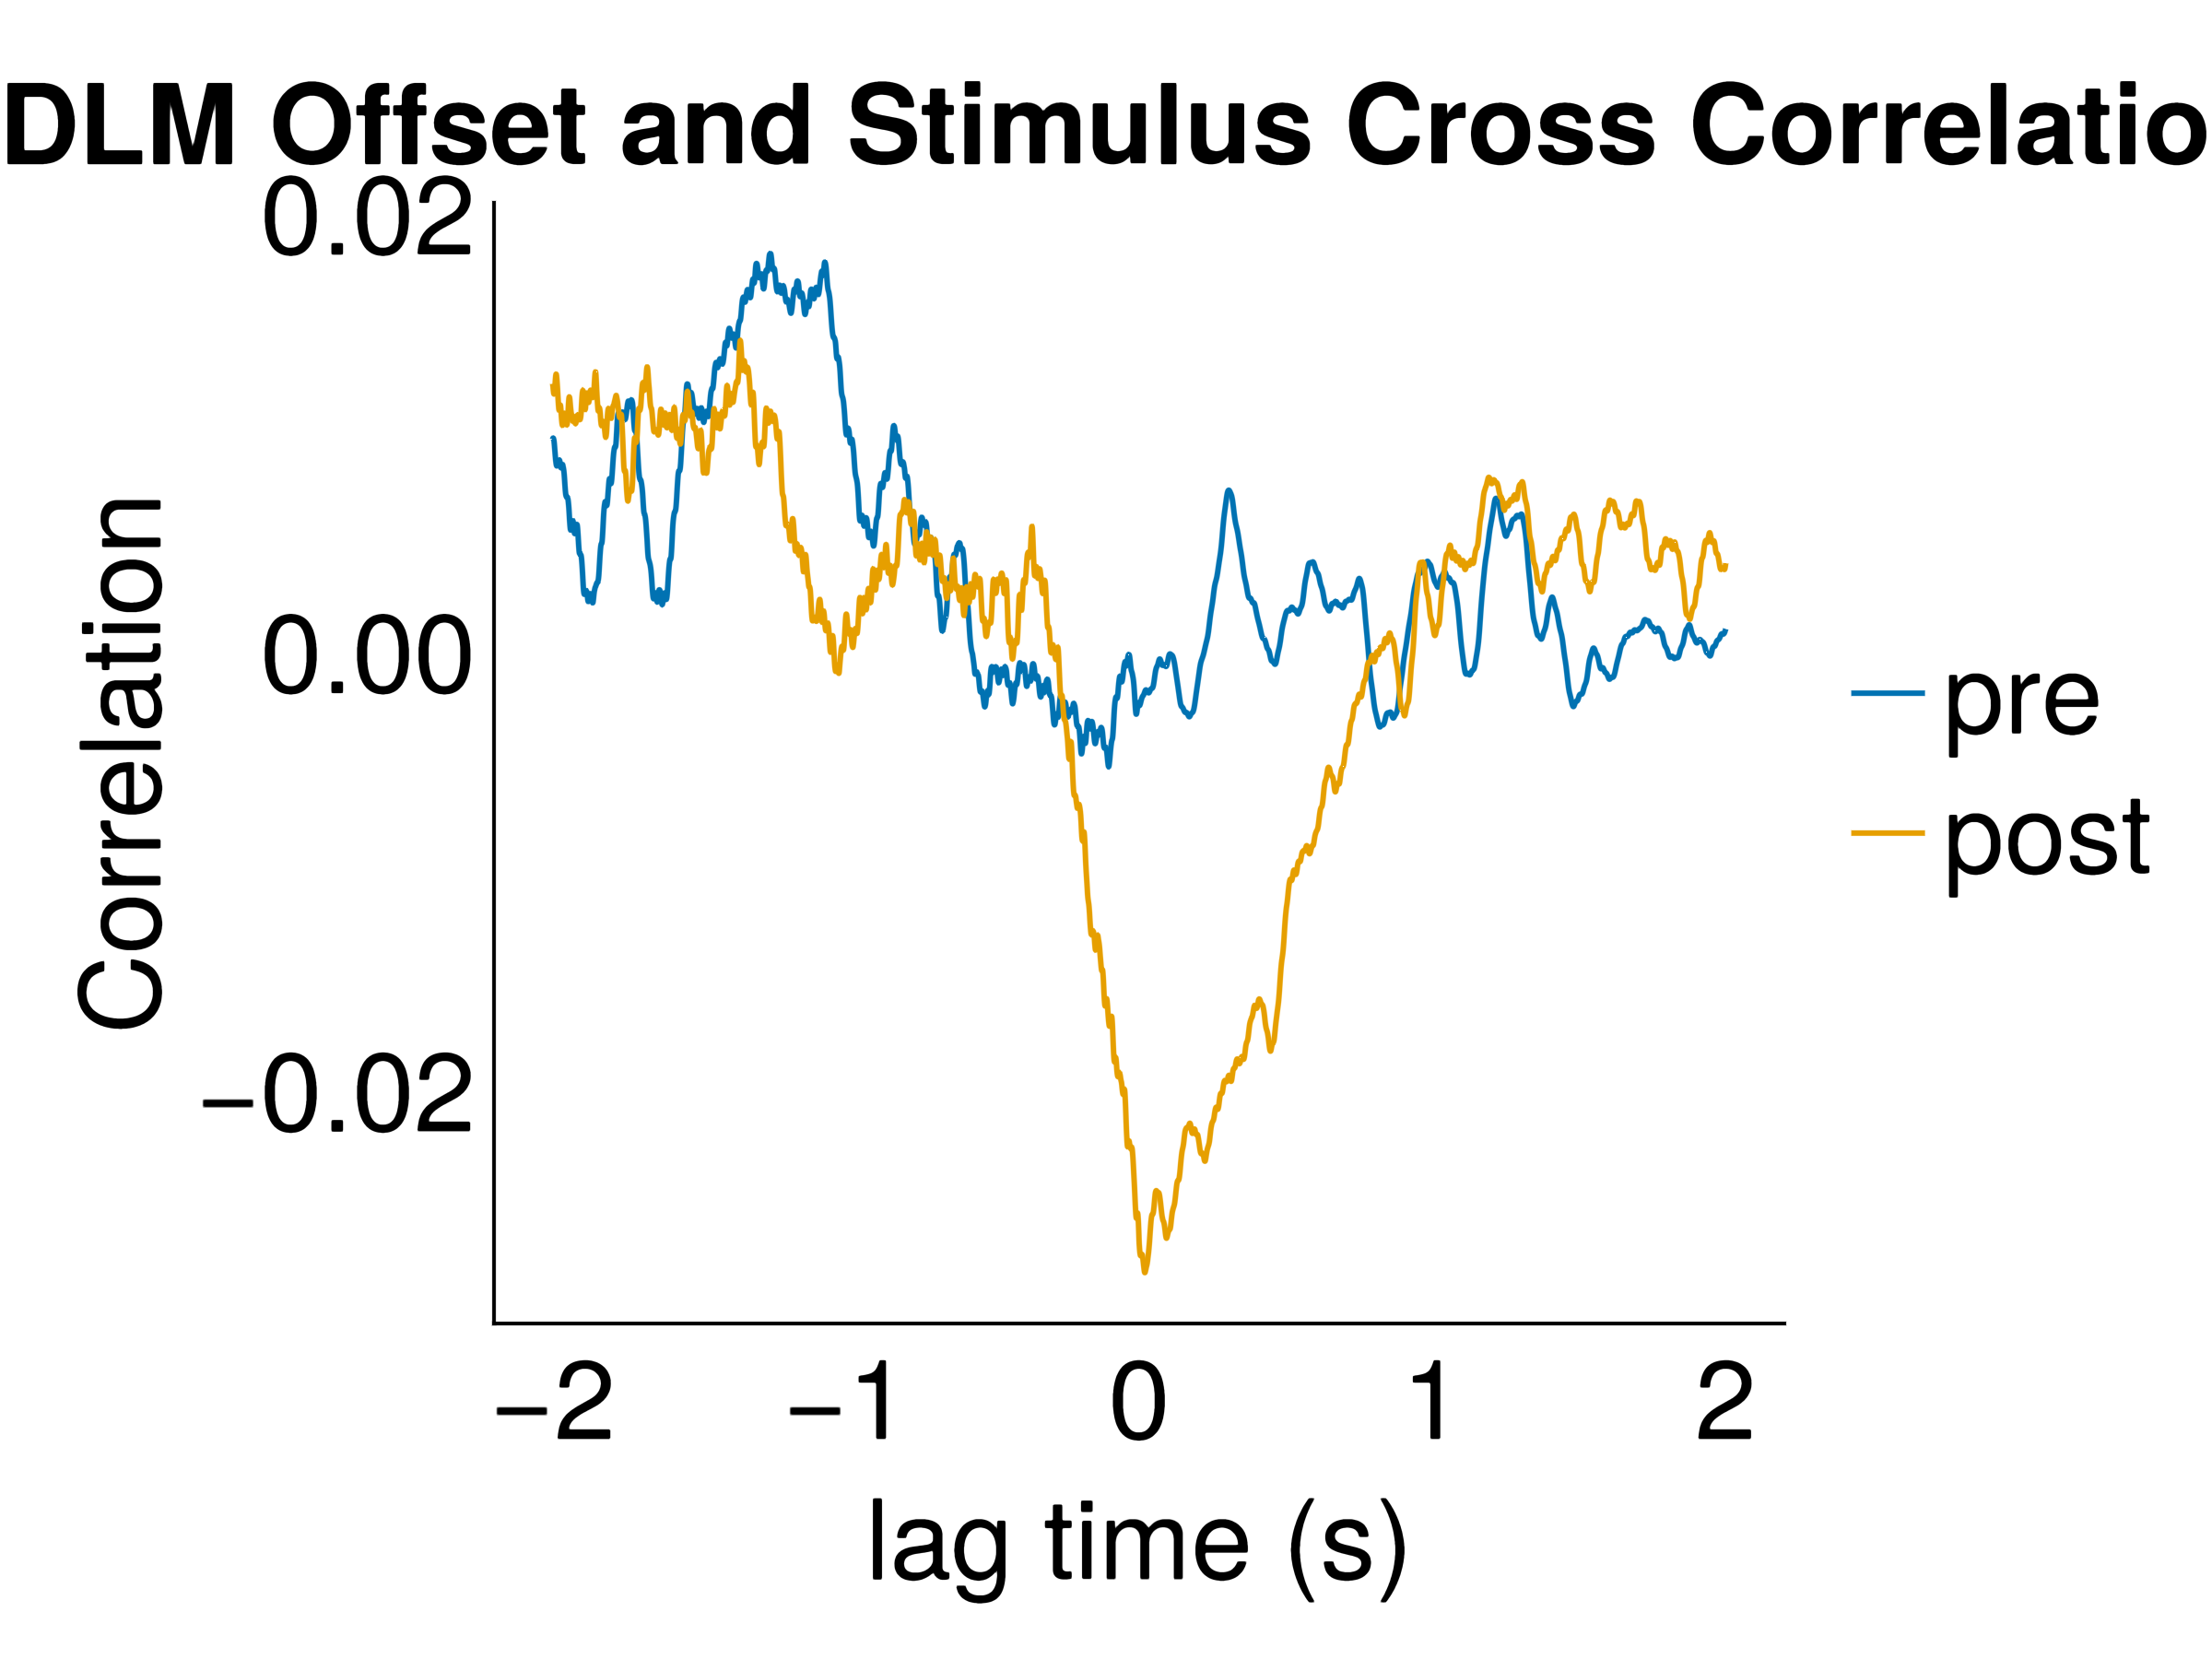 DLM Offset and Stimulus Cross Correlatio
0.02
0.00
−0.02
Correlation
−2 −1 0 1 2
lag time (s)
pre
post